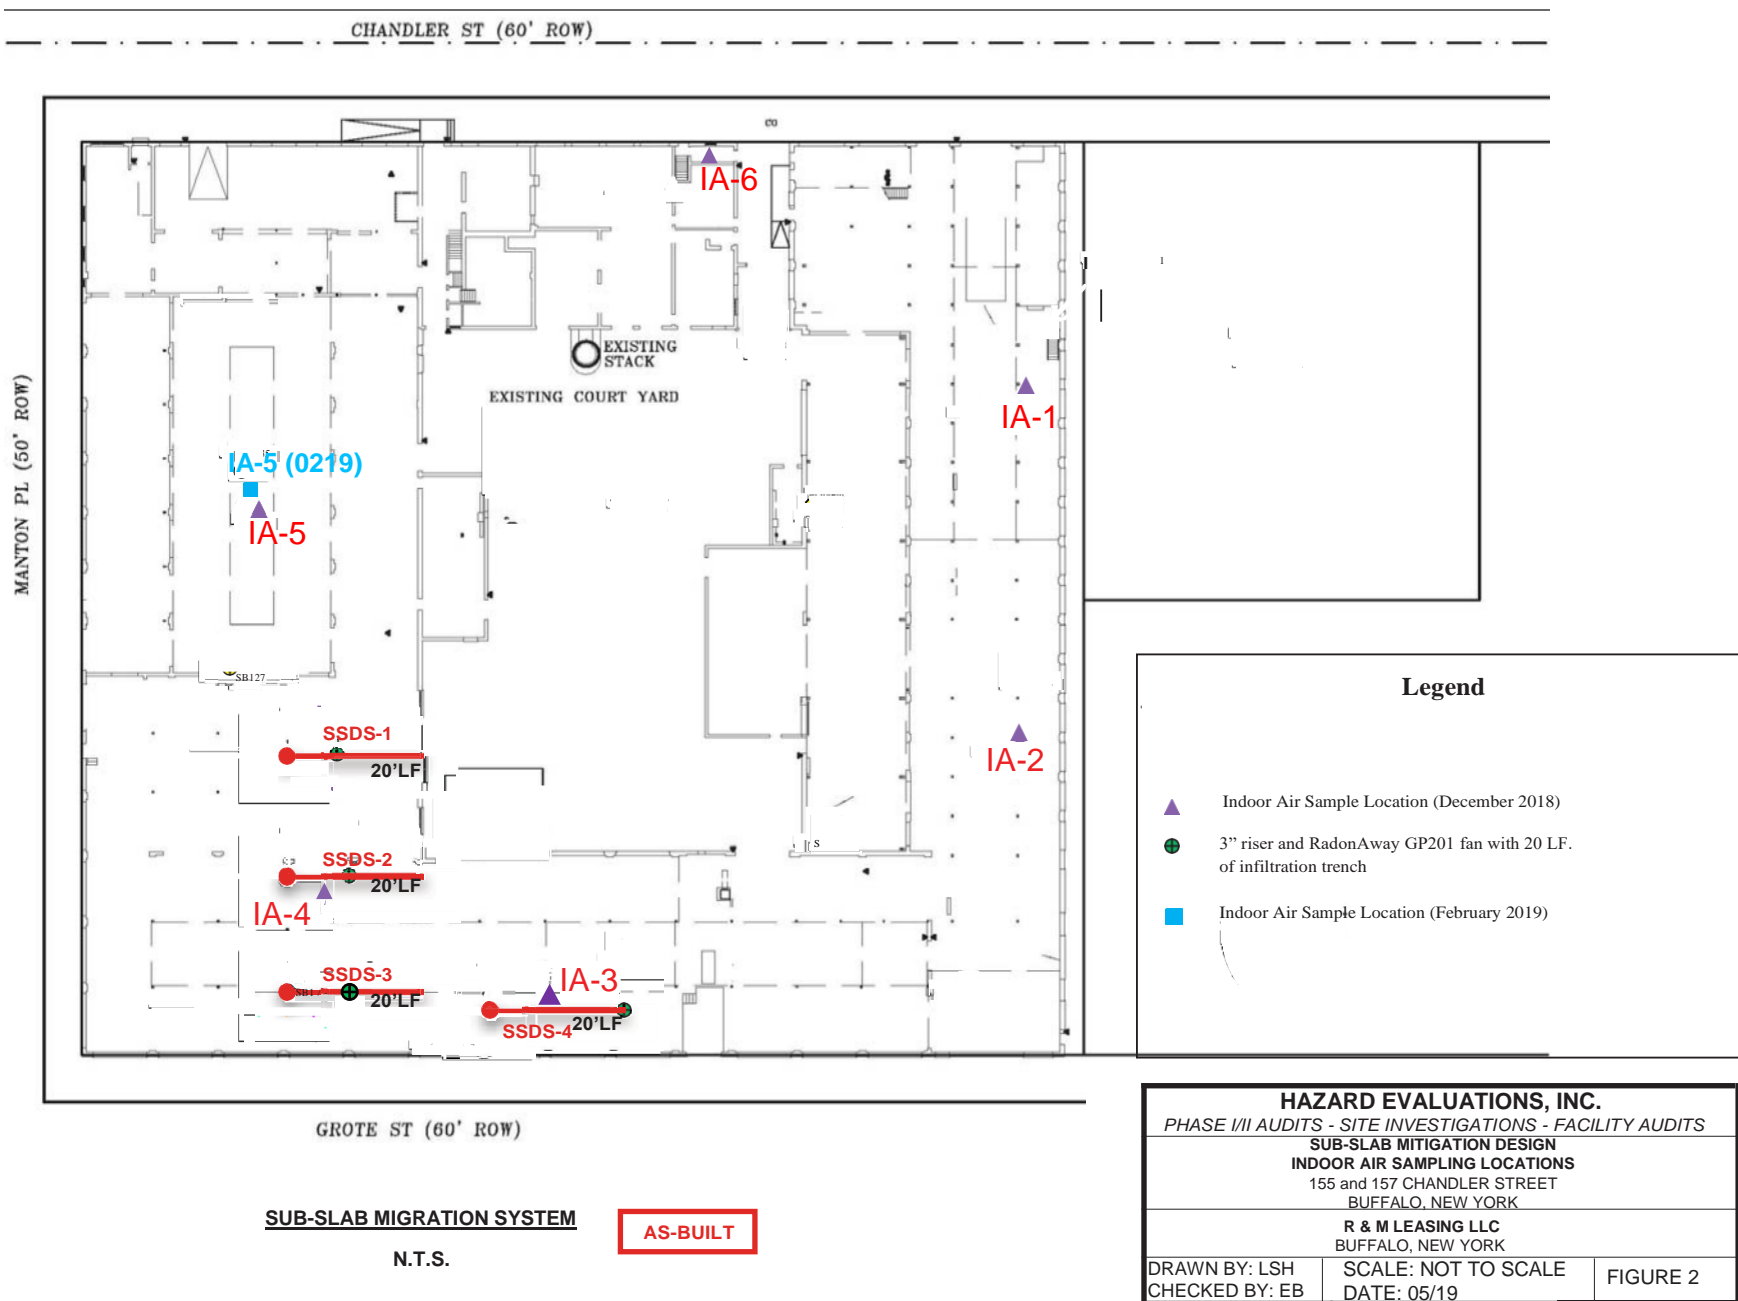 CHANDLER ST (60' ROW)
CO
IA-6
EXISTING
STACK
EXISTING COURT YARD
IA-1
MANTON PL (50' ROW)
IA-5 (0219)
IA-5
SB127
SSDS-1
20'LF
IA-2
S
SSDS-2
20'LF
IA-4
SSDS-3
20'LF
IA-3
SSDS-4
20'LF
GROTE ST (60' ROW)
Legend
Indoor Air Sample Location (December 2018)
3” riser and RadonAway GP201 fan with 20 LF.
of infiltration trench
Indoor Air Sample Location (February 2019)
SUB-SLAB MIGRATION SYSTEM
N.T.S.
AS-BUILT
HAZARD EVALUATIONS, INC.
PHASE I/II AUDITS - SITE INVESTIGATIONS - FACILITY AUDITS
SUB-SLAB MITIGATION DESIGN
INDOOR AIR SAMPLING LOCATIONS
155 and 157 CHANDLER STREET
BUFFALO, NEW YORK
R & M LEASING LLC
BUFFALO, NEW YORK
DRAWN BY: LSH
CHECKED BY: EB
SCALE: NOT TO SCALE
DATE: 05/19
FIGURE 2